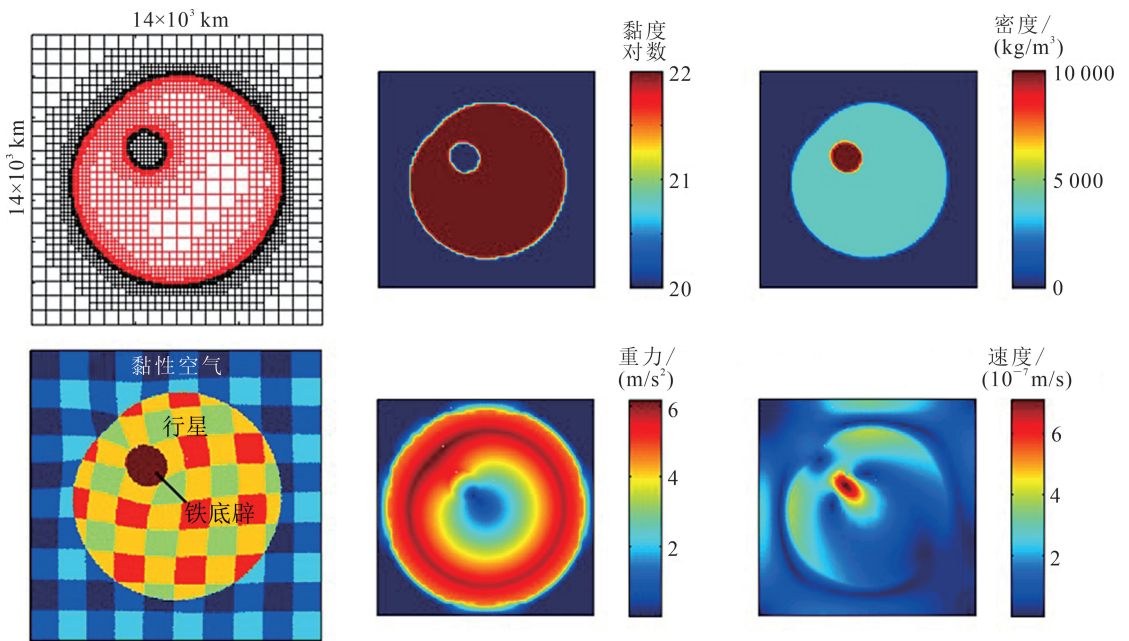 14×10³ km
14×10³ km
黏度
对数
22
21
20
密度/
(kg/m³)
10 000
5 000
0
黏性空气
行星
铁底辟
重力/
(m/s²)
6
4
2
速度/
(10⁻⁷ m/s)
6
4
2